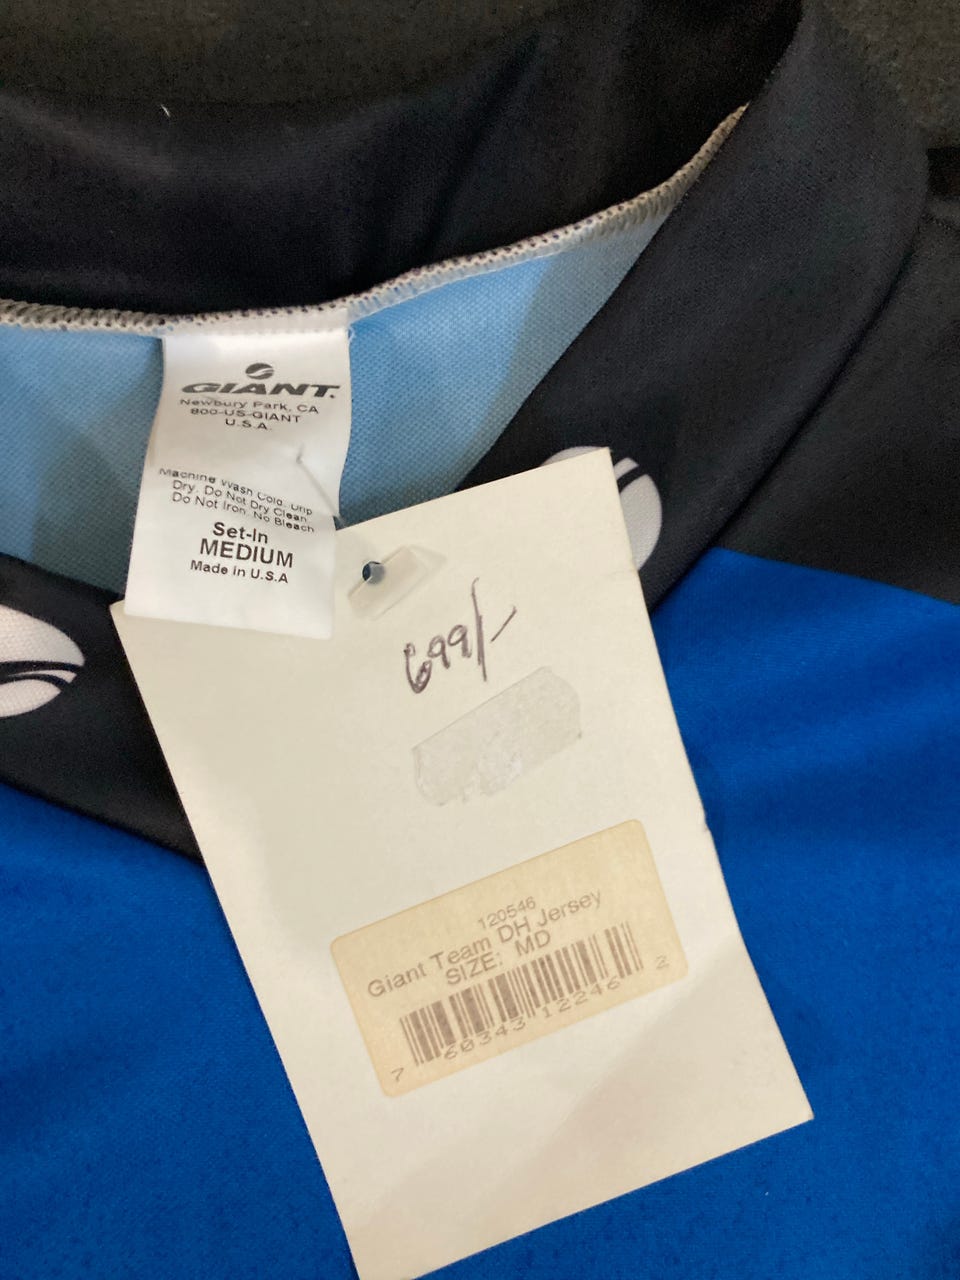 GIANT.
Newbury Park, CA
800-US-GIANT
U.S.A.
Machine Wash Cold. Drip
Dry. Do Not Dry Clean.
Do Not Iron. No Bleach
Set-In
MEDIUM
Made in U.S.A
699/-
120546
Giant Team DH Jersey
SIZE: MD
7 60343 12246 2